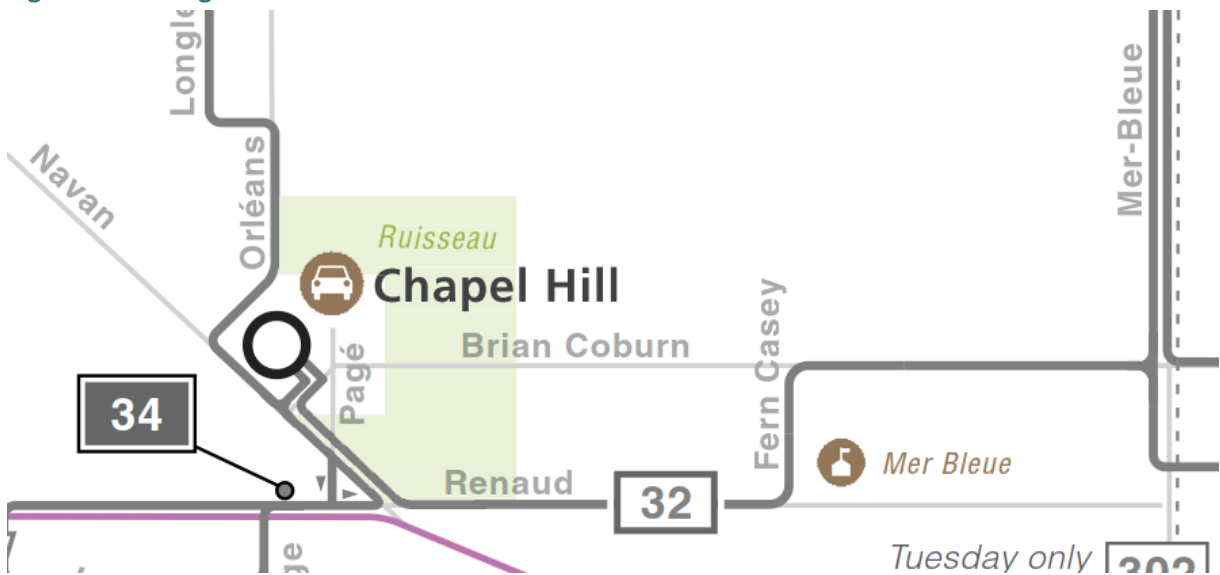 Longle
Mer-Bleue
Navan
Orléans
Ruisseau
Chapel Hill
Fern Casey
Brian Coburn
Pagé
34
Mer Bleue
Renaud
32
Tuesday only
302